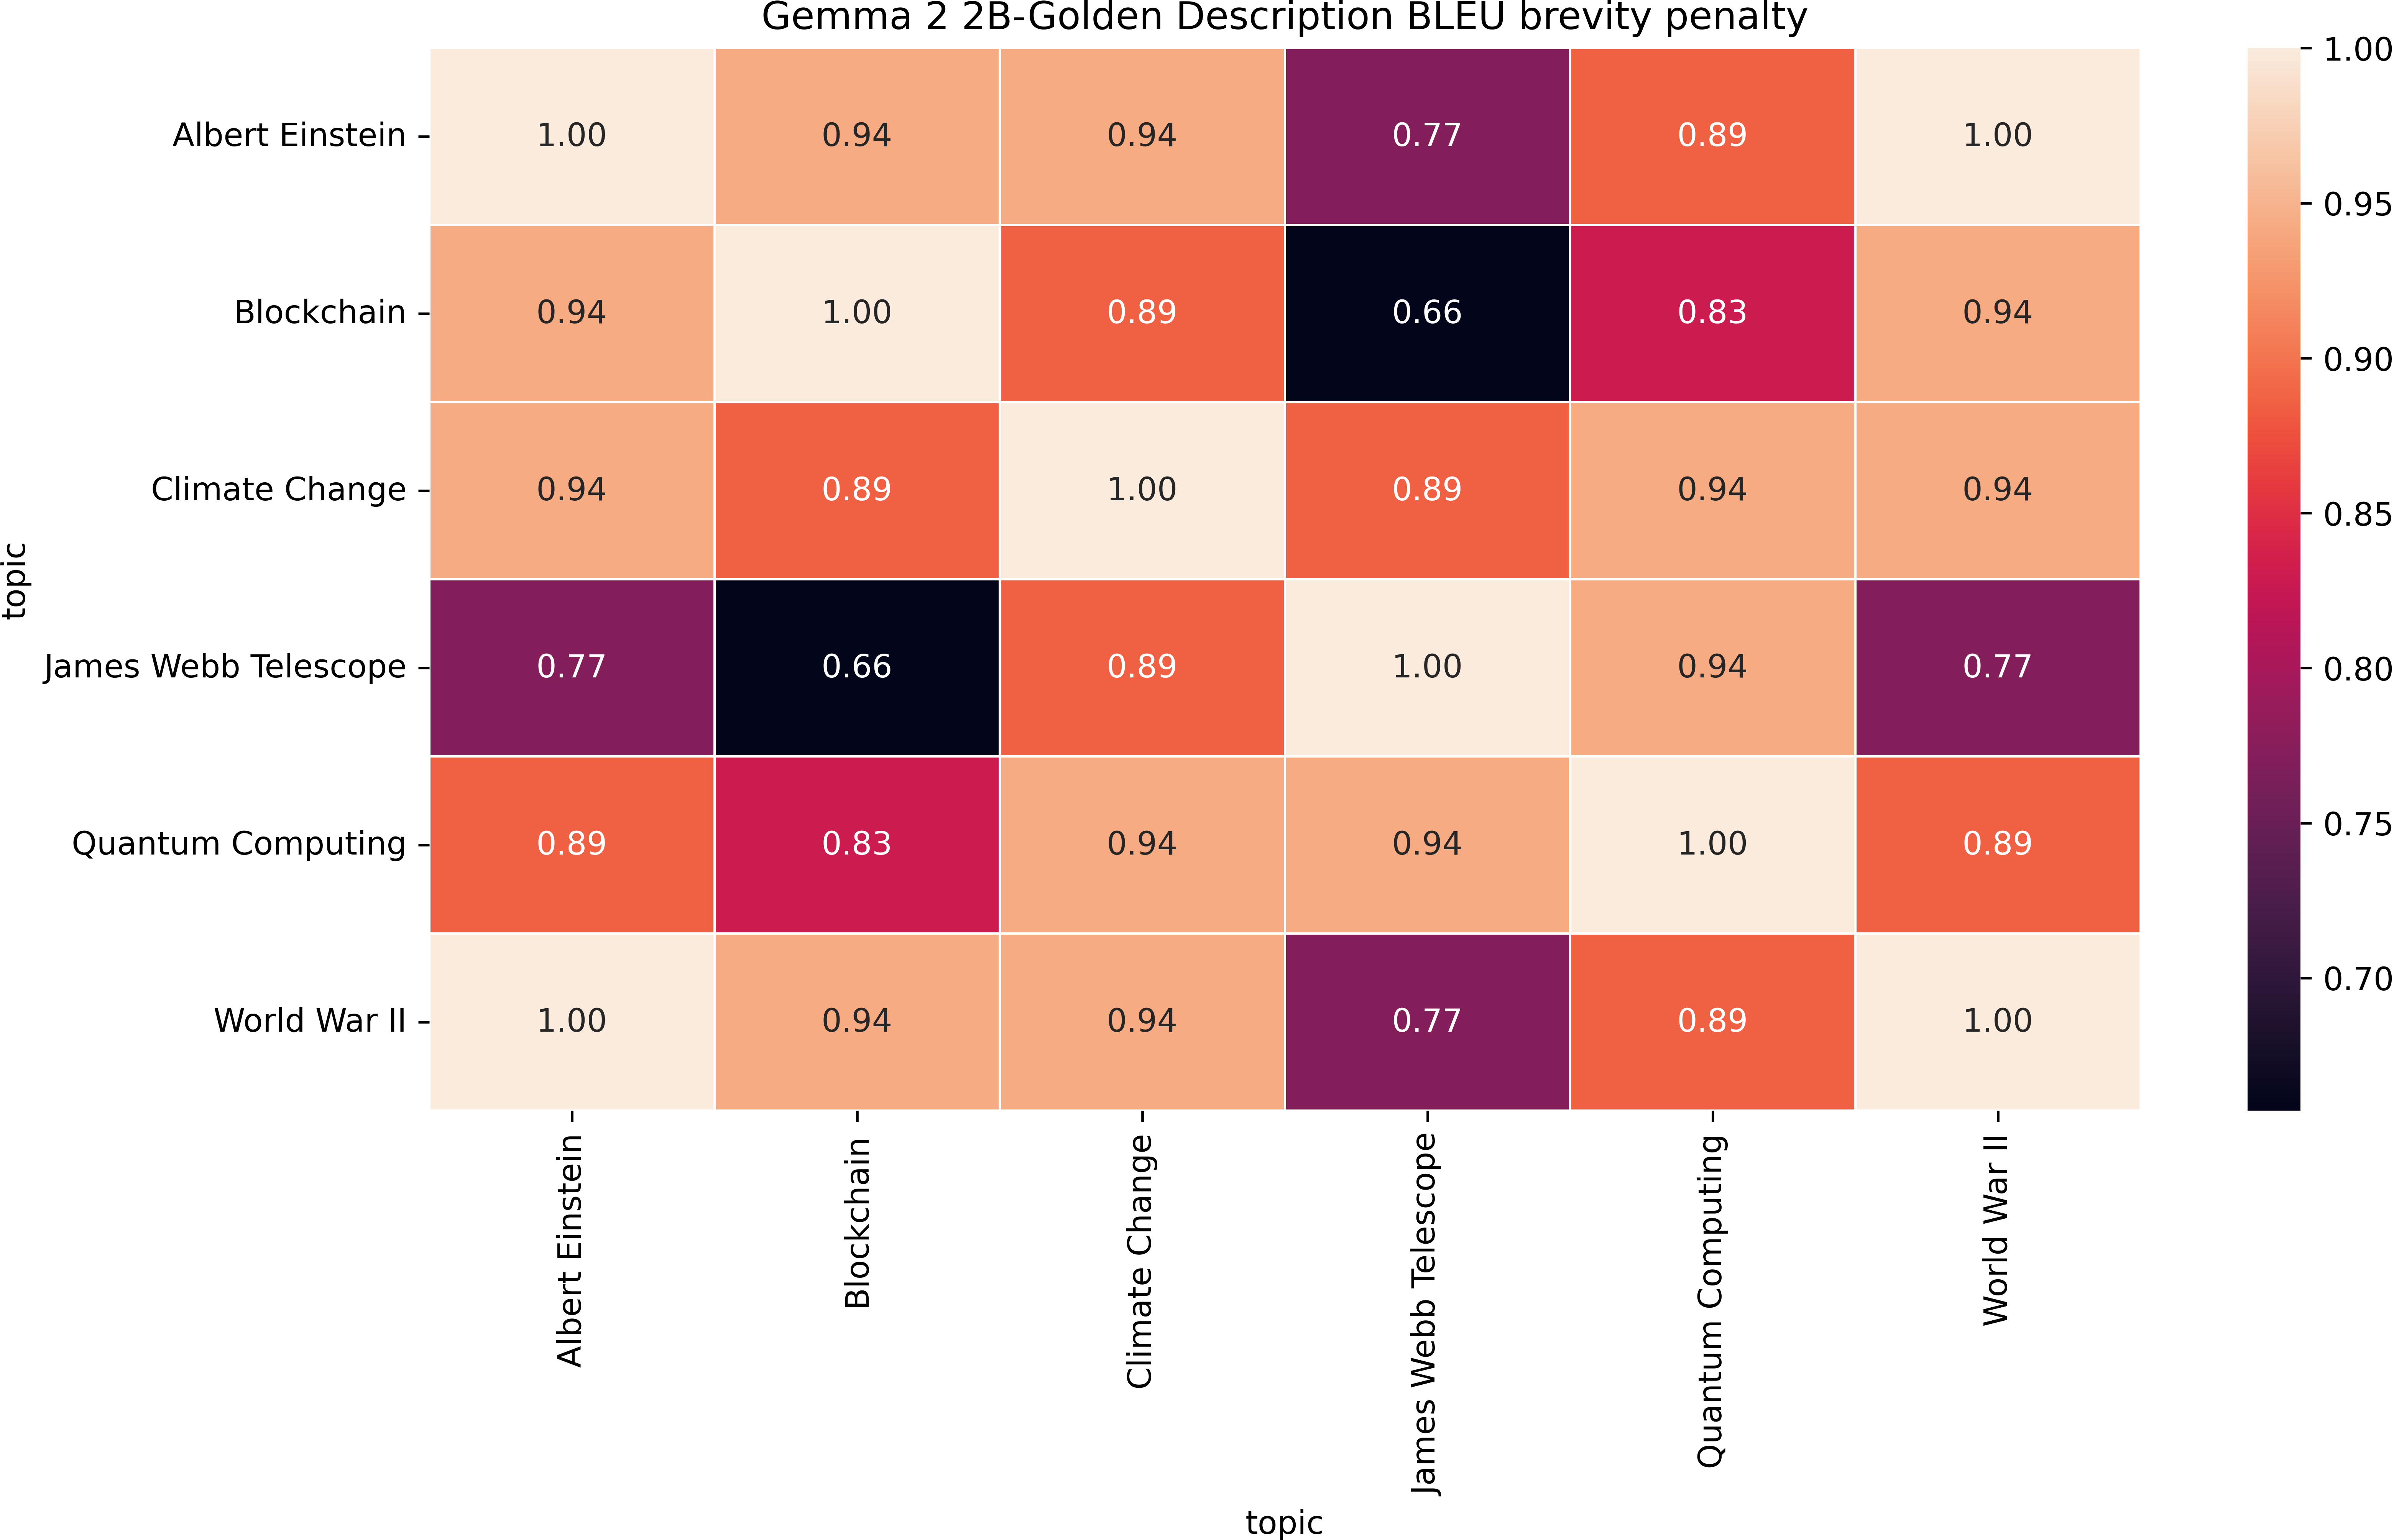 Gemma 2 2B-Golden Description BLEU brevity penalty
topic
Albert Einstein 1.00 0.94 0.94 0.77 0.89 1.00
Blockchain 0.94 1.00 0.89 0.66 0.83 0.94
Climate Change 0.94 0.89 1.00 0.89 0.94 0.94
James Webb Telescope 0.77 0.66 0.89 1.00 0.94 0.77
Quantum Computing 0.89 0.83 0.94 0.94 1.00 0.89
World War II 1.00 0.94 0.94 0.77 0.89 1.00
Albert Einstein
Blockchain
Climate Change
James Webb Telescope
Quantum Computing
World War II
topic
1.00
0.95
0.90
0.85
0.80
0.75
0.70